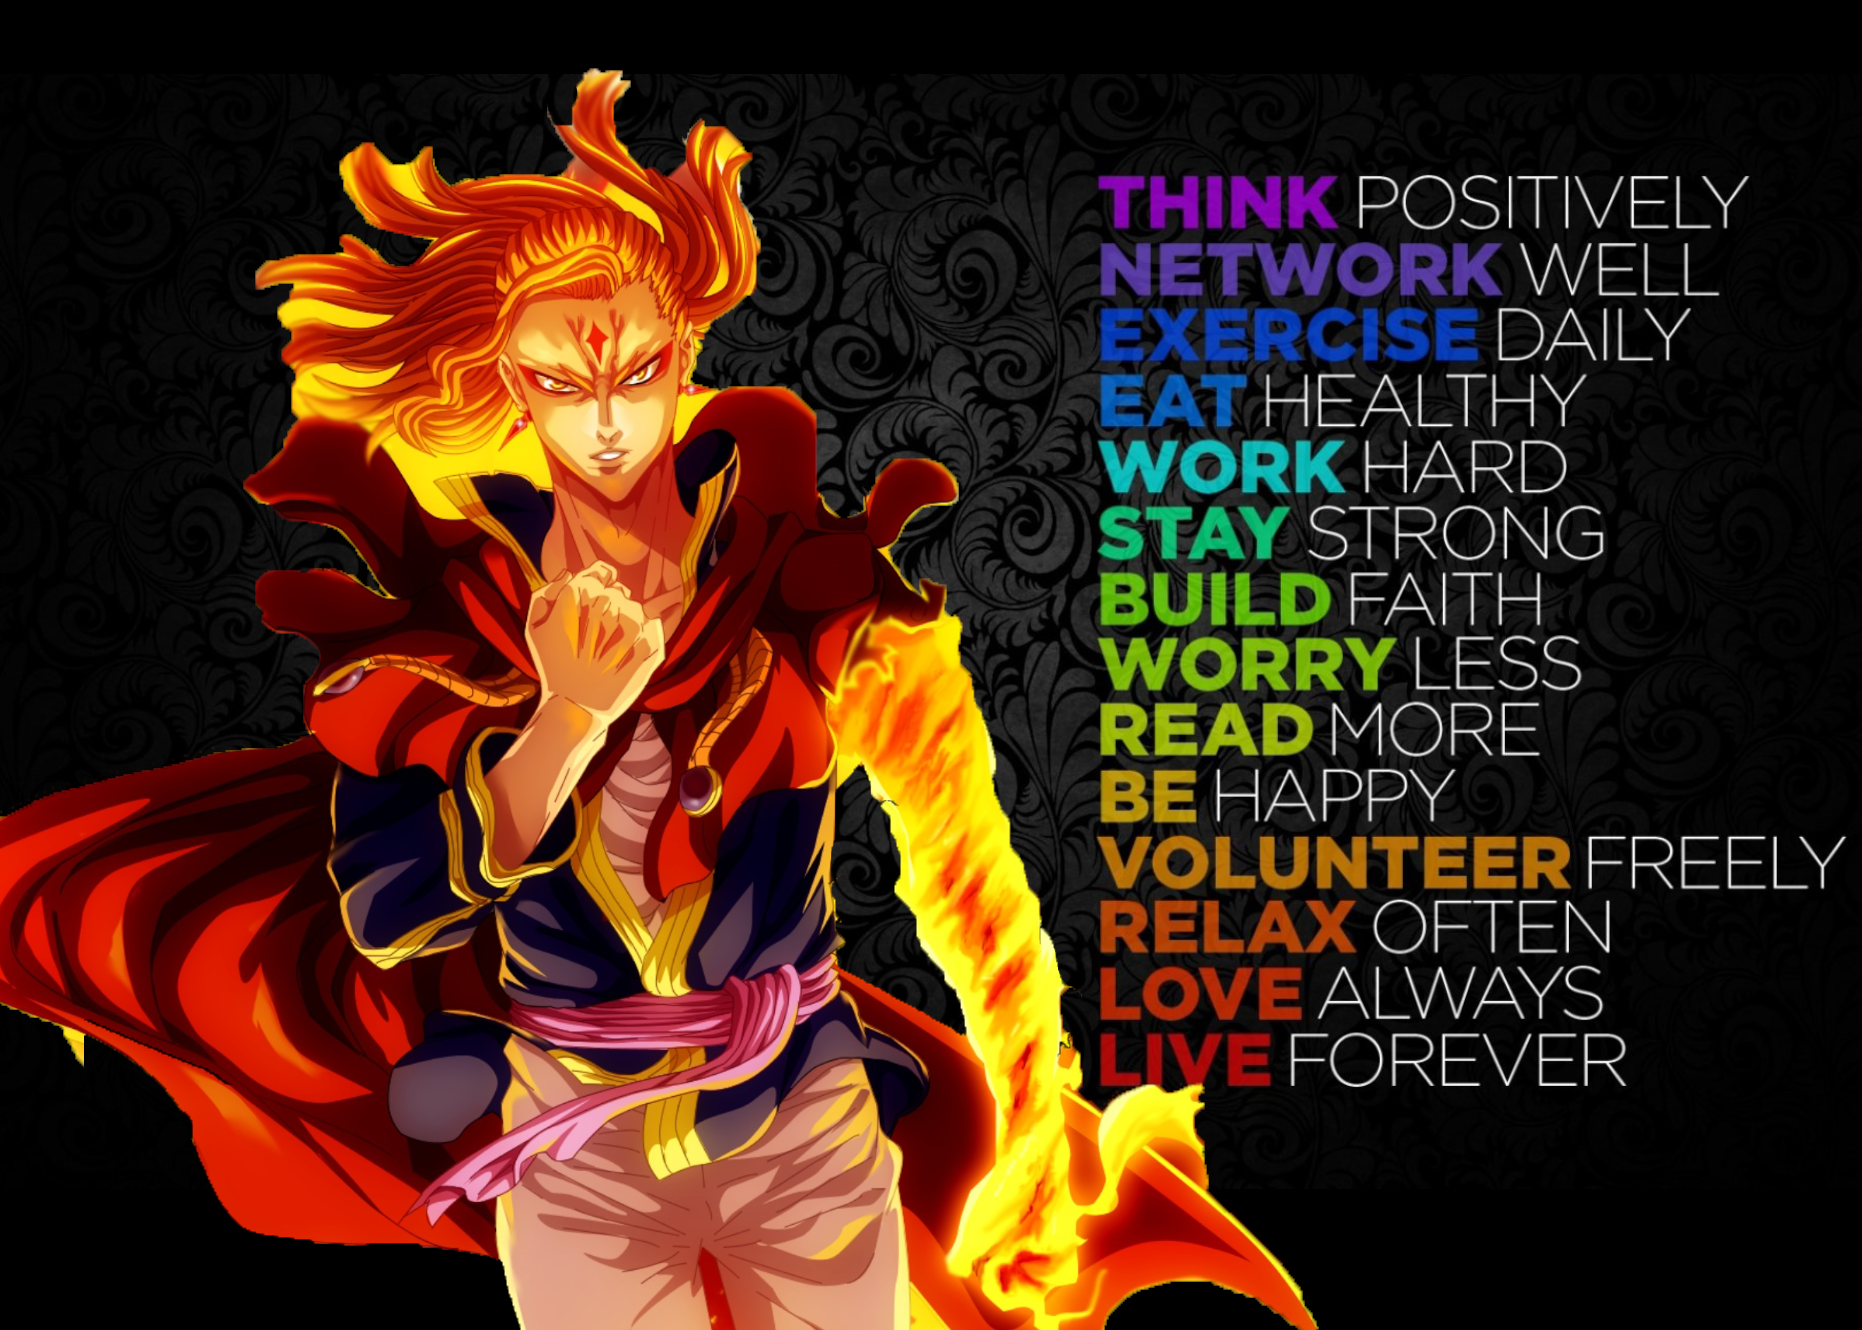 THINK POSITIVELY
NETWORK WELL
EXERCISE DAILY
EAT HEALTHY
WORK HARD
STAY STRONG
BUILD FAITH
WORRY LESS
READ MORE
BE HAPPY
VOLUNTEER FREELY
RELAX OFTEN
LOVE ALWAYS
LIVE FOREVER